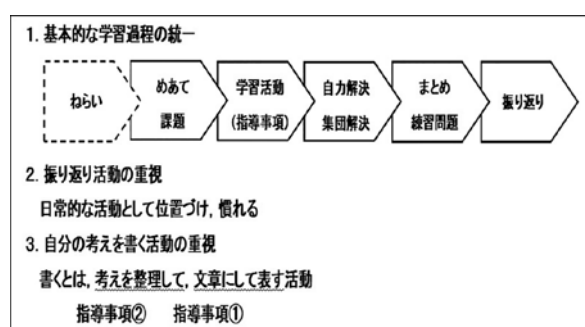 1. 基本的な学習過程の統一
ねらい
めあて
課題
学習活動
(指導事項)
自力解決
集団解決
まとめ
練習問題
振り返り
2. 振り返り活動の重視
日常的な活動として位置づけ, 慣れる
3. 自分の考えを書く活動の重視
書くとは, 考えを整理して, 文章にして表す活動
指導事項② 指導事項①